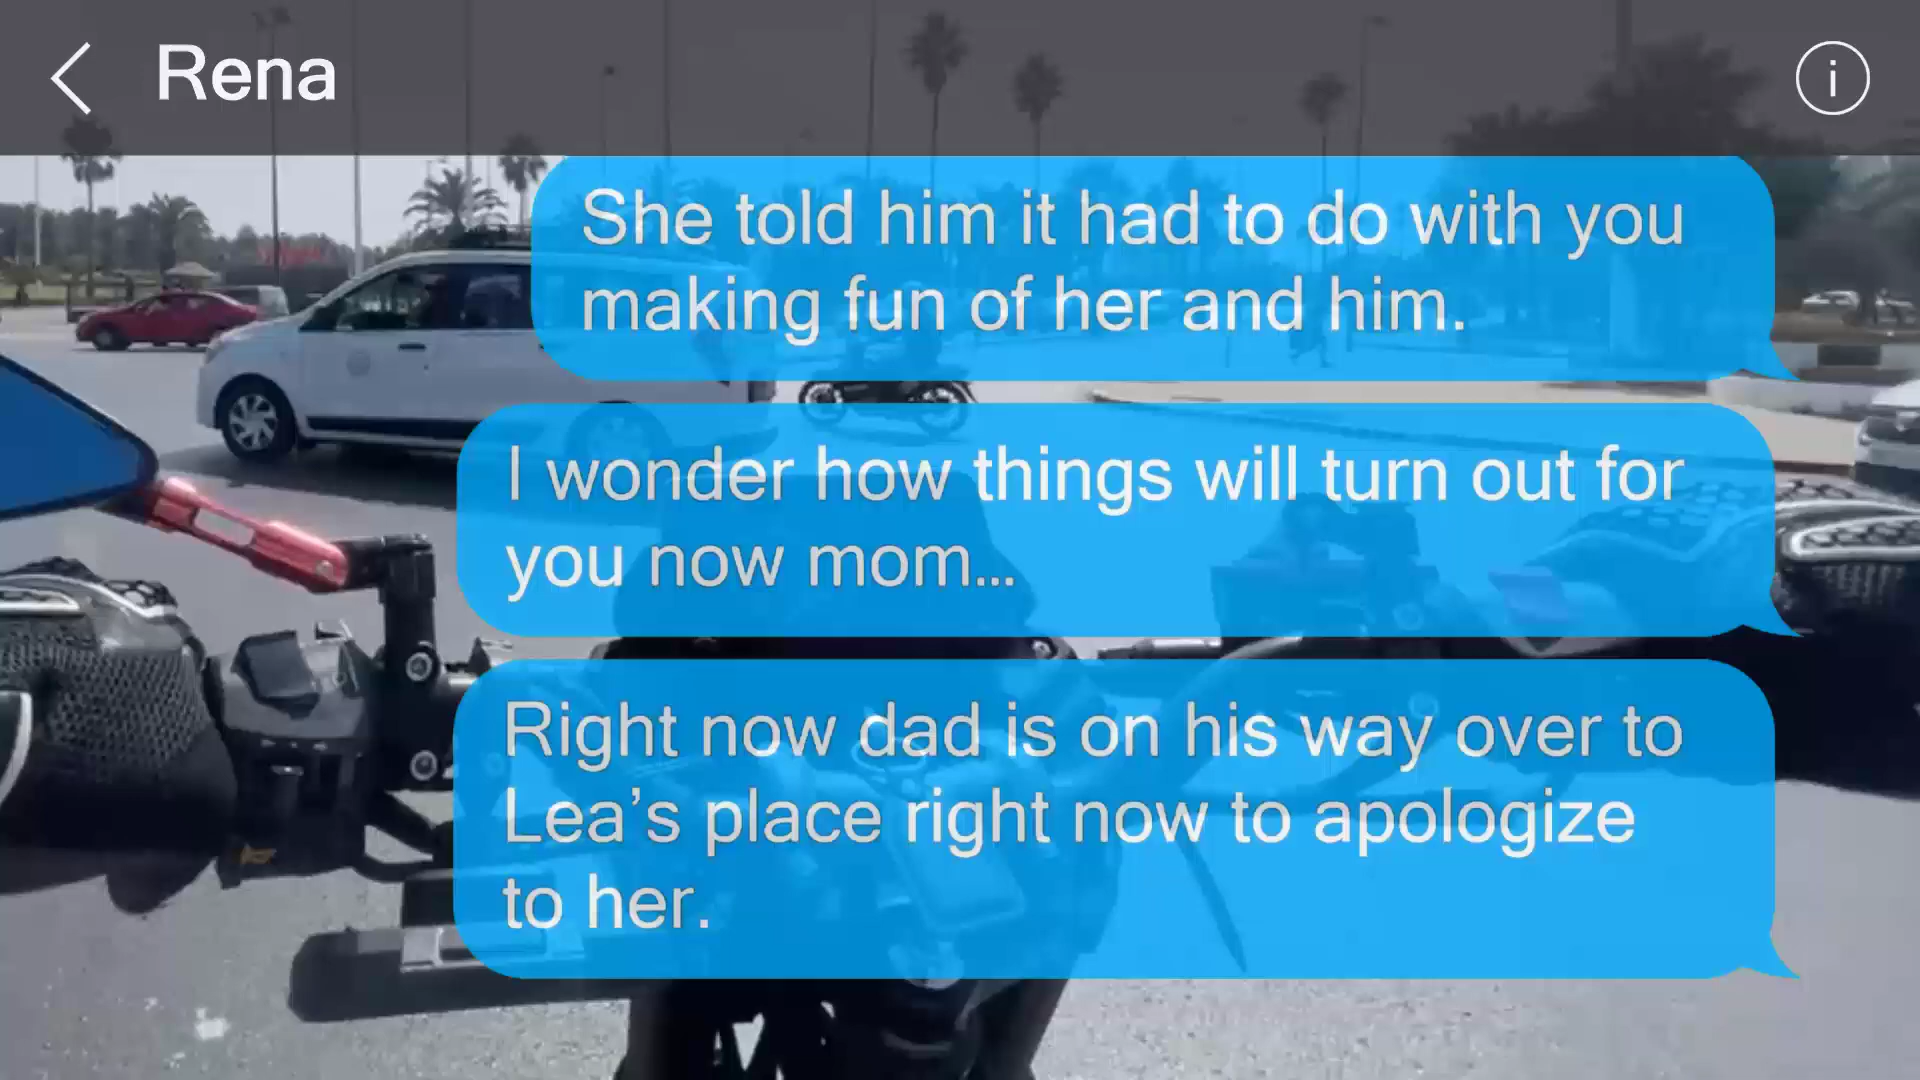 Rena
She told him it had to do with you
making fun of her and him.
I wonder how things will turn out for
you now mom...
Right now dad is on his way over to
Lea’s place right now to apologize
to her.